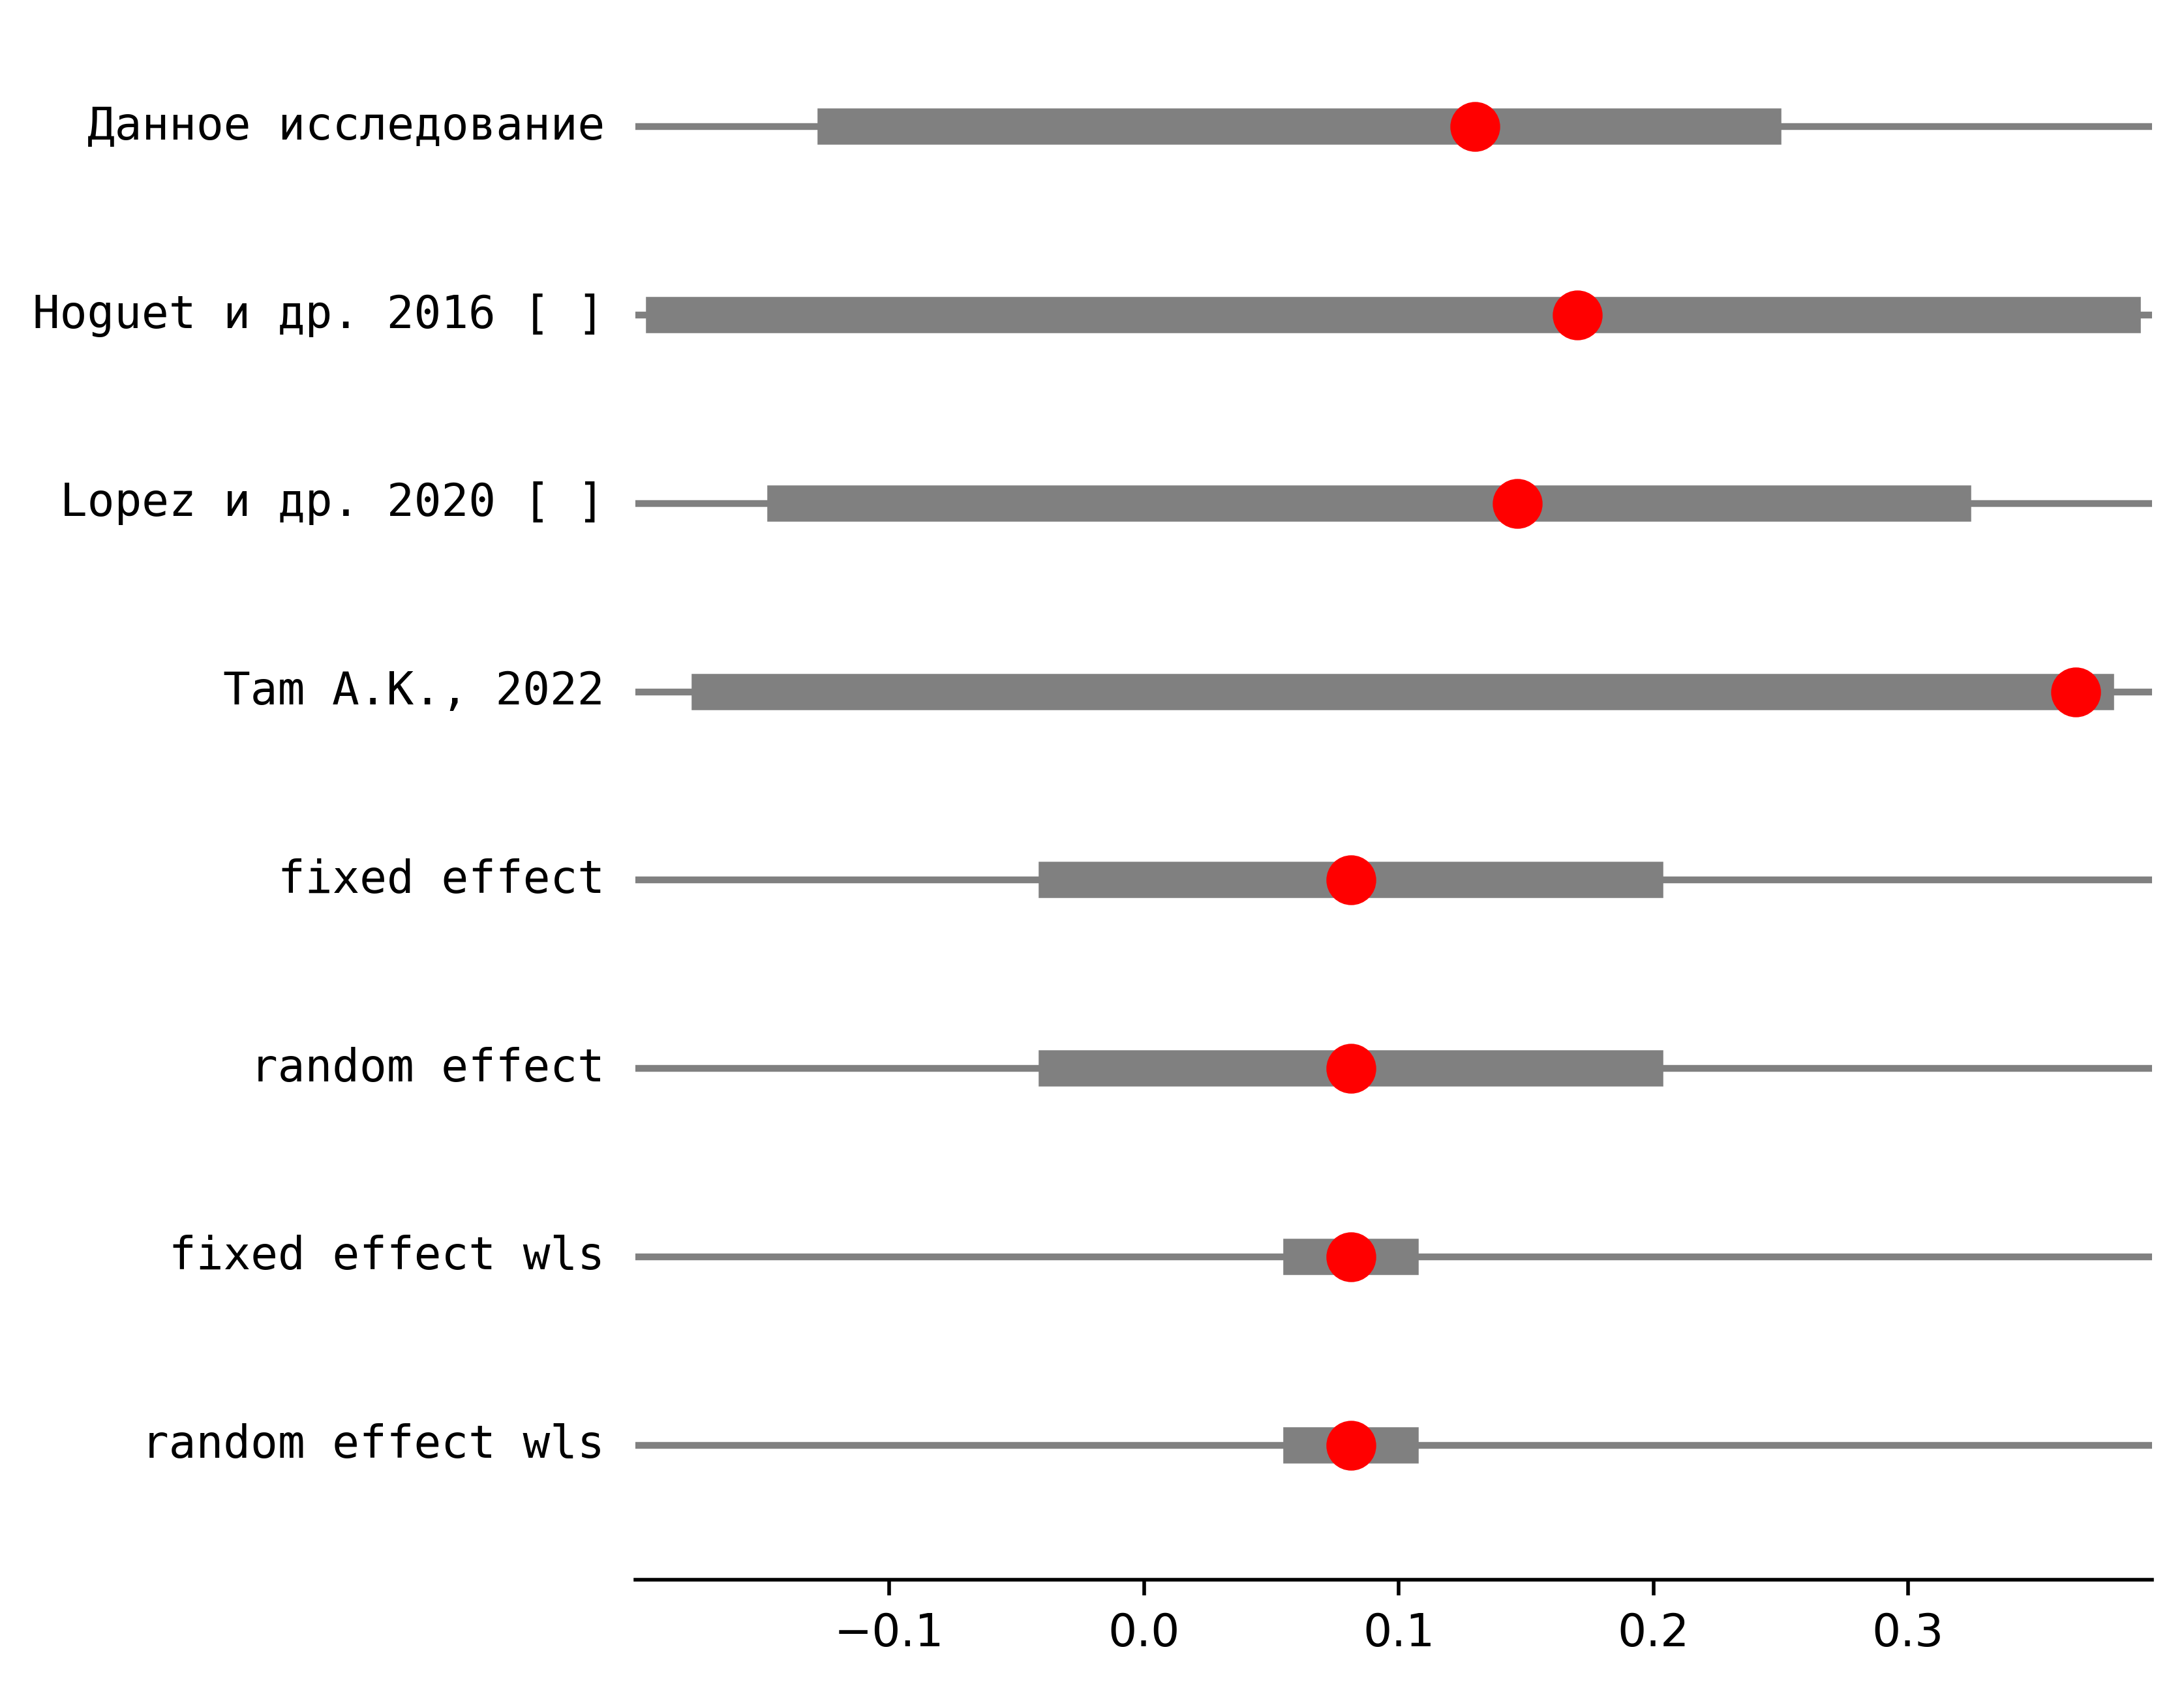 Данное исследование
Hoguet и др. 2016 [ ]
Lopez и др. 2020 [ ]
Tam A.K., 2022
fixed effect
random effect
fixed effect wls
random effect wls
−0.1 0.0 0.1 0.2 0.3